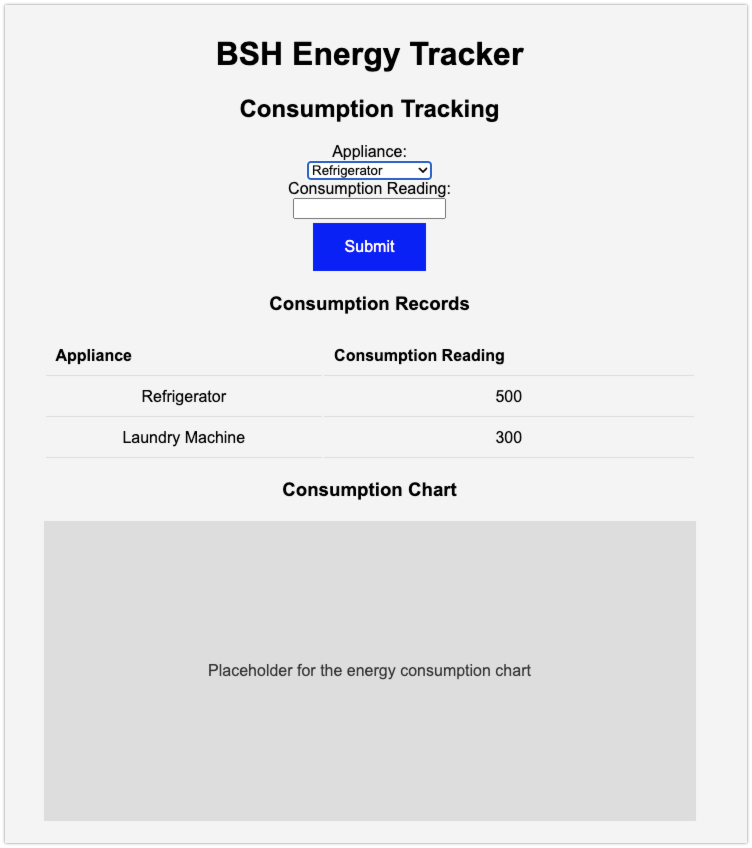 BSH Energy Tracker
Consumption Tracking
Appliance:
Refrigerator
Consumption Reading:
Submit
Consumption Records
Appliance Consumption Reading
Refrigerator 500
Laundry Machine 300
Consumption Chart
Placeholder for the energy consumption chart